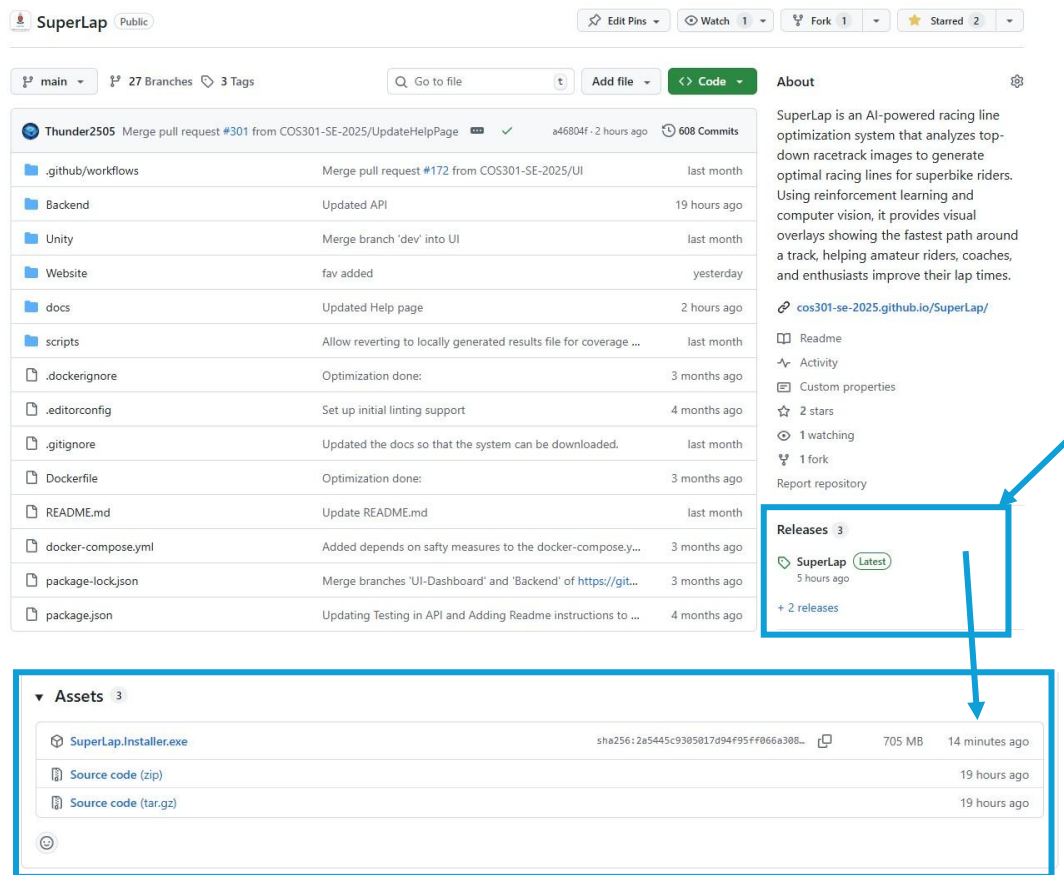 SuperLap Public
Edit Pins Watch 1 Fork 1 Starred 2
main 27 Branches 3 Tags Go to file t Add file Code
Thunder2505 Merge pull request #301 from COS301-SE-2025/UpdateHelpPage a46804f · 2 hours ago 608 Commits
.github/workflows Merge pull request #172 from COS301-SE-2025/UI last month
Backend Updated API 19 hours ago
Unity Merge branch 'dev' into UI last month
Website fav added yesterday
docs Updated Help page 2 hours ago
scripts Allow reverting to locally generated results file for coverage ... last month
.dockerignore Optimization done: 3 months ago
.editorconfig Set up initial linting support 4 months ago
.gitignore Updated the docs so that the system can be downloaded. last month
Dockerfile Optimization done: 3 months ago
README.md Update README.md last month
docker-compose.yml Added depends on safty measures to the docker-compose.y... 3 months ago
package-lock.json Merge branches 'UI-Dashboard' and 'Backend' of https://git... 3 months ago
package.json Updating Testing in API and Adding Readme instructions to ... 4 months ago
About
SuperLap is an AI-powered racing line
optimization system that analyzes top-
down racetrack images to generate
optimal racing lines for superbike riders.
Using reinforcement learning and
computer vision, it provides visual
overlays showing the fastest path around
a track, helping amateur riders, coaches,
and enthusiasts improve their lap times.
cos301-se-2025.github.io/SuperLap/
Readme
Activity
Custom properties
2 stars
1 watching
1 fork
Report repository
Releases 3
SuperLap Latest
5 hours ago
+ 2 releases
Assets 3
SuperLap.Installer.exe sha256:2a5445c9305017d94f95ff066a308… 705 MB 14 minutes ago
Source code (zip) 19 hours ago
Source code (tar.gz) 19 hours ago